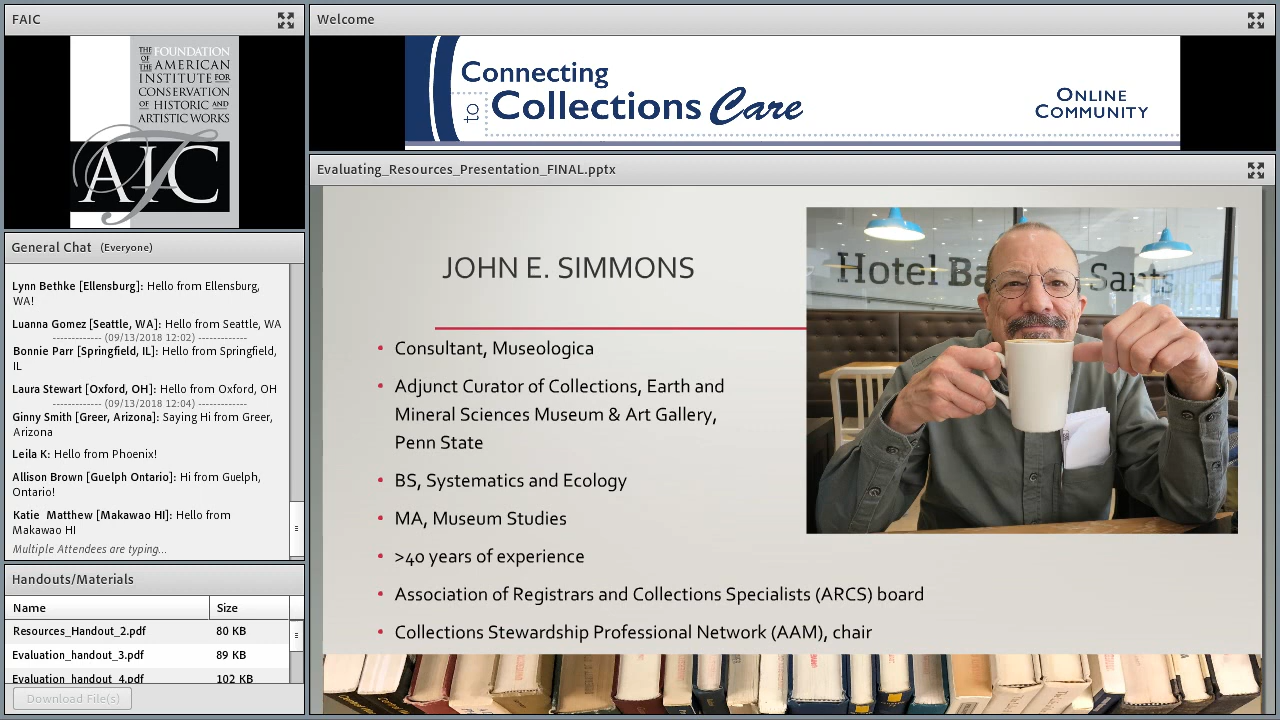 FAIC
THE FOUNDATION
OF THE AMERICAN
INSTITUTE FOR
CONSERVATION
OF HISTORIC AND
ARTISTIC WORKS
AIC
Welcome
Connecting
to Collections Care
ONLINE
COMMUNITY
General Chat (Everyone)
Lynn Bethke [Ellensburg]: Hello from Ellensburg,
WA!
Luanna Gomez [Seattle, WA]: Hello from Seattle, WA
------------- (09/13/2018 12:02) -------------
Bonnie Parr [Springfield, IL]: Hello from Springfield,
IL
Laura Stewart [Oxford, OH]: Hello from Oxford, OH
------------- (09/13/2018 12:04) -------------
Ginny Smith [Greer, Arizona]: Saying Hi from Greer,
Arizona
Leila K: Hello from Phoenix!
Allison Brown [Guelph Ontario]: Hi from Guelph,
Ontario!
Katie Matthew [Makawao HI]: Hello from
Makawao HI
Multiple Attendees are typing...
Handouts/Materials
Name Size
Resources_Handout_2.pdf 80 KB
Evaluation_handout_3.pdf 89 KB
Evaluation_handout_4.pdf 102 KB
Download File(s)
Evaluating_Resources_Presentation_FINAL.pptx
JOHN E. SIMMONS
• Consultant, Museologica
• Adjunct Curator of Collections, Earth and
Mineral Sciences Museum & Art Gallery,
Penn State
• BS, Systematics and Ecology
• MA, Museum Studies
• >40 years of experience
• Association of Registrars and Collections Specialists (ARCS) board
• Collections Stewardship Professional Network (AAM), chair
Hotel Sants